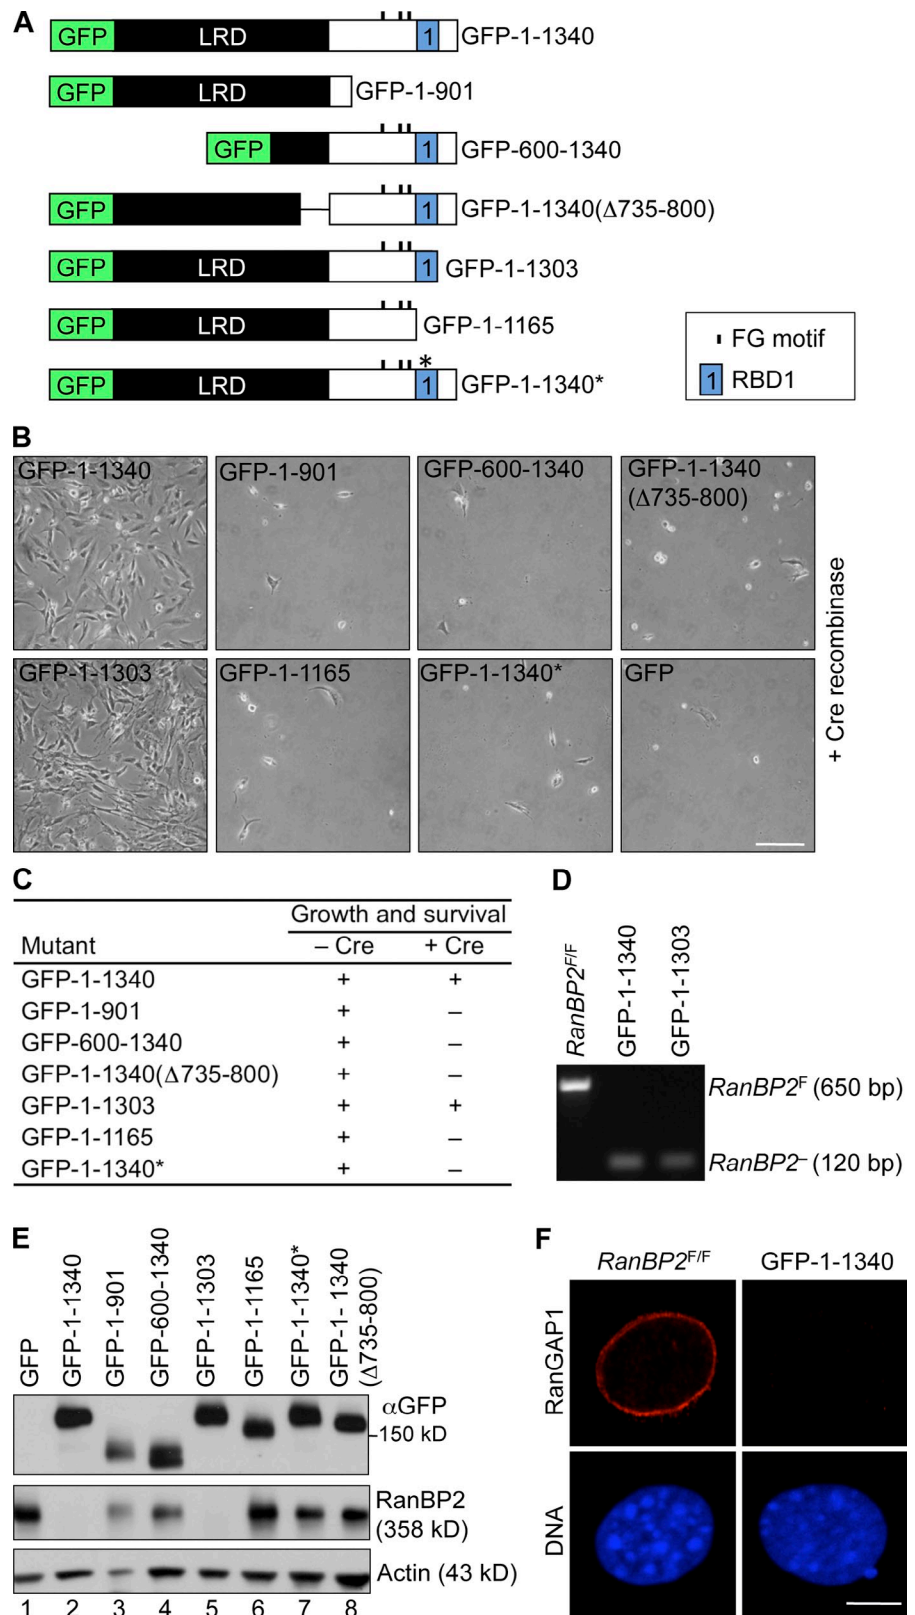 A
GFP LRD 1 GFP-1-1340
GFP LRD GFP-1-901
GFP 1 GFP-600-1340
GFP 1 GFP-1-1340(Δ735-800)
GFP LRD 1 GFP-1-1303
GFP LRD GFP-1-1165
GFP LRD 1 * GFP-1-1340*
FG motif
1 RBD1
B
GFP-1-1340 GFP-1-901 GFP-600-1340 GFP-1-1340
(Δ735-800)
GFP-1-1303 GFP-1-1165 GFP-1-1340* GFP
+ Cre recombinase
C
Growth and survival
Mutant – Cre + Cre
GFP-1-1340 + +
GFP-1-901 + –
GFP-600-1340 + –
GFP-1-1340(Δ735-800) + –
GFP-1-1303 + +
GFP-1-1165 + –
GFP-1-1340* + –
D
RanBP2F/F GFP-1-1340 GFP-1-1303
RanBP2F (650 bp)
RanBP2– (120 bp)
E
GFP GFP-1-1340 GFP-1-901 GFP-600-1340 GFP-1-1303 GFP-1-1165 GFP-1-1340* GFP-1- 1340
(Δ735-800)
αGFP
150 kD
RanBP2
(358 kD)
Actin (43 kD)
1 2 3 4 5 6 7 8
F
RanBP2F/F GFP-1-1340
RanGAP1
DNA